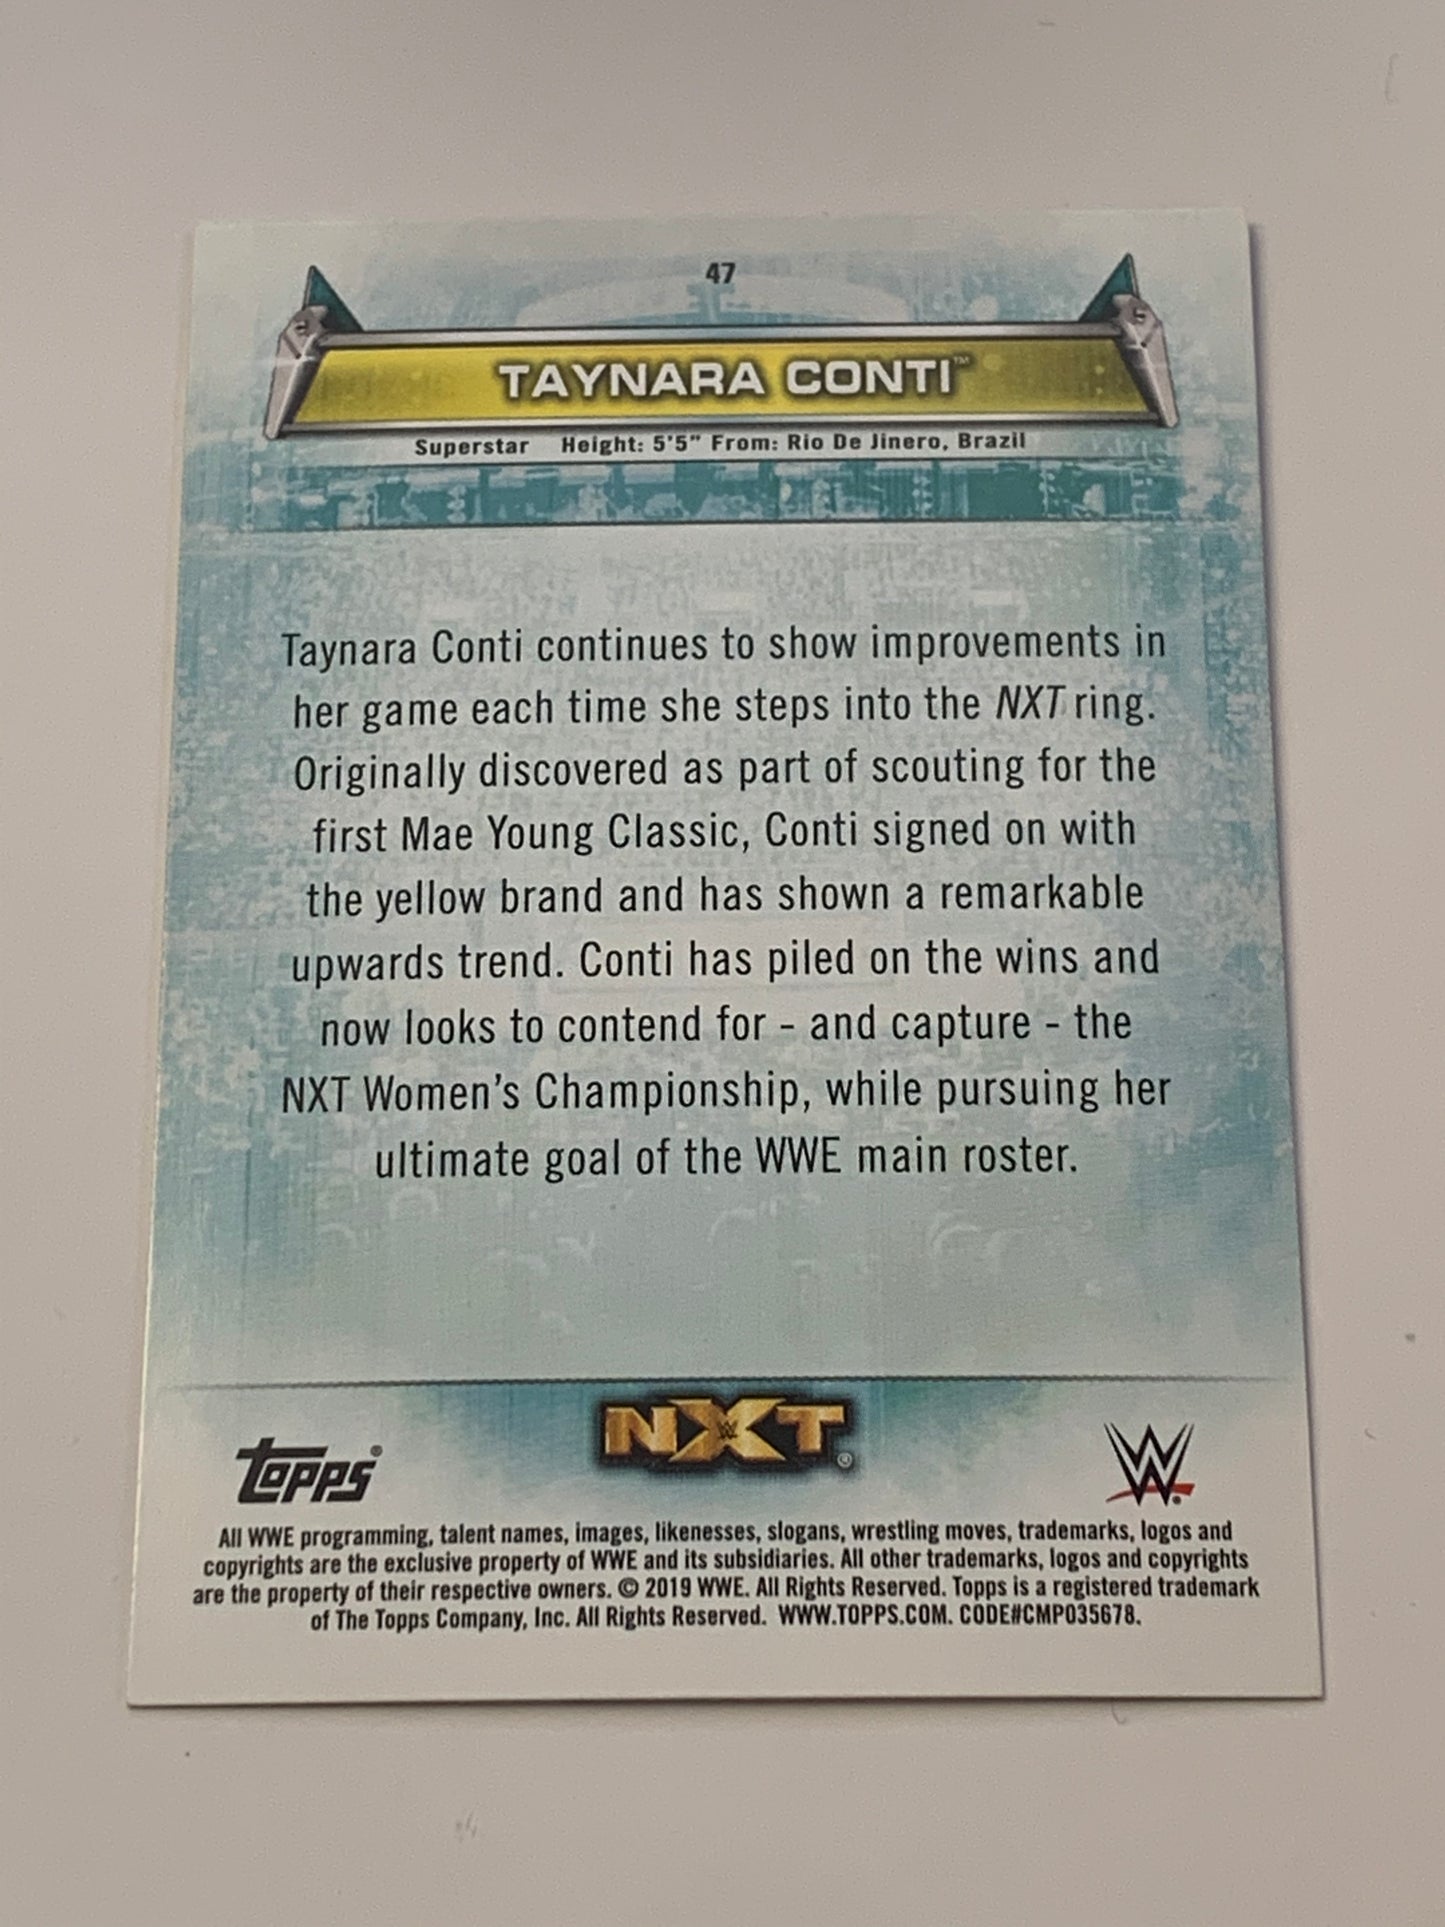 47
TAYNARA CONTI™
Superstar Height: 5'5" From: Rio De Jinero, Brazil
Taynara Conti continues to show improvements in
her game each time she steps into the NXT ring.
Originally discovered as part of scouting for the
first Mae Young Classic, Conti signed on with
the yellow brand and has shown a remarkable
upwards trend. Conti has piled on the wins and
now looks to contend for - and capture - the
NXT Women's Championship, while pursuing her
ultimate goal of the WWE main roster.
Topps® NXT® W
All WWE programming, talent names, images, likenesses, slogans, wrestling moves, trademarks, logos and
copyrights are the exclusive property of WWE and its subsidiaries. All other trademarks, logos and copyrights
are the property of their respective owners. © 2019 WWE. All Rights Reserved. Topps is a registered trademark
of The Topps Company, Inc. All Rights Reserved. WWW.TOPPS.COM. CODE#CMP035678.